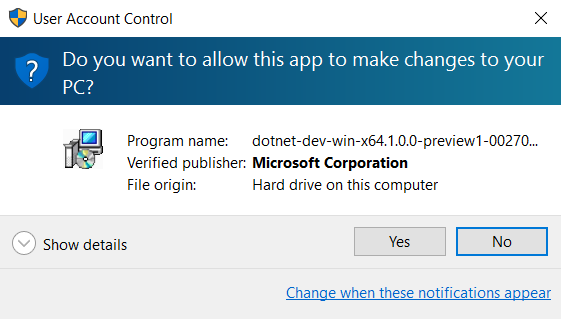 User Account Control
Do you want to allow this app to make changes to your
PC?
Program name: dotnet-dev-win-x64.1.0.0-preview1-00270...
Verified publisher: Microsoft Corporation
File origin: Hard drive on this computer
Show details
Yes
No
Change when these notifications appear